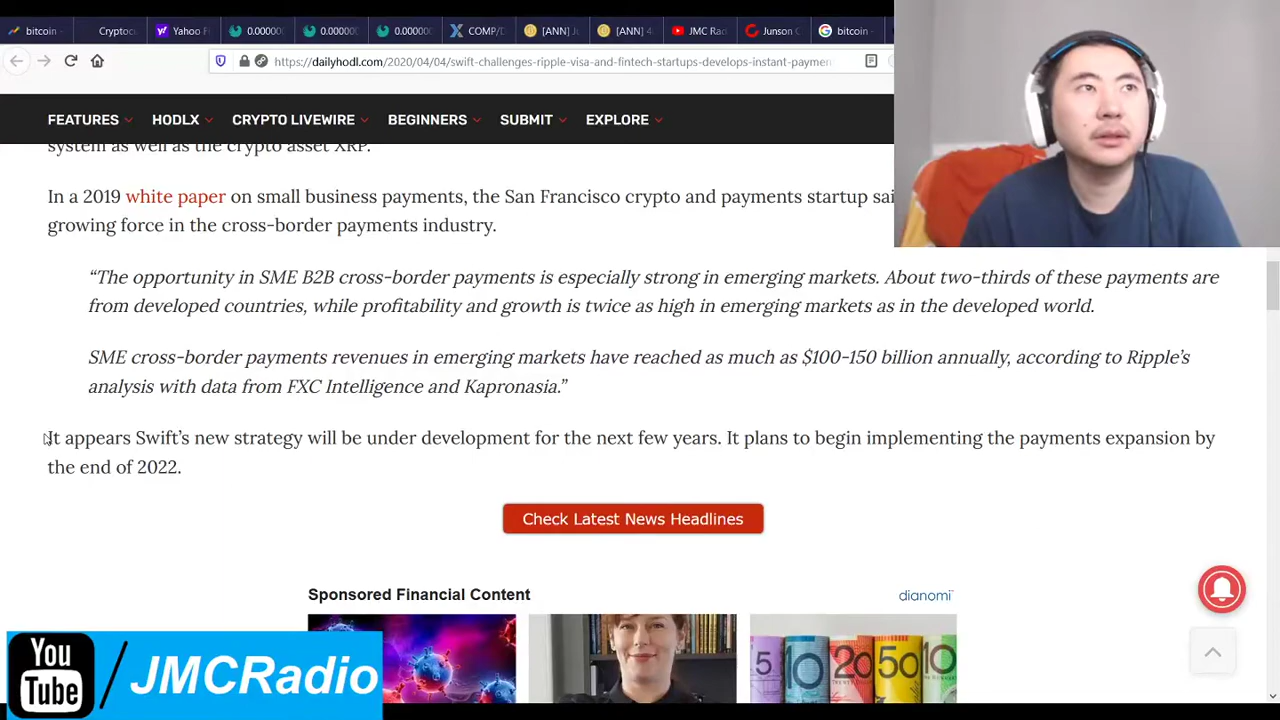 bitcoin -
Cryptocu
Yahoo F
0.000000(
0.000000(
0.000000(
COMP/D
[ANN] Ju
[ANN] 4
JMC Rad
Junson C
bitcoin -
https://dailyhodl.com/2020/04/04/swift-challenges-ripple-visa-and-fintech-startups-develops-instant-paymen
FEATURES HODLX CRYPTO LIVEWIRE BEGINNERS SUBMIT EXPLORE
system as well as the crypto asset XRP.
In a 2019 white paper on small business payments, the San Francisco crypto and payments startup sai
growing force in the cross-border payments industry.
“The opportunity in SME B2B cross-border payments is especially strong in emerging markets. About two-thirds of these payments are
from developed countries, while profitability and growth is twice as high in emerging markets as in the developed world.
SME cross-border payments revenues in emerging markets have reached as much as $100-150 billion annually, according to Ripple’s
analysis with data from FXC Intelligence and Kapronasia.”
It appears Swift’s new strategy will be under development for the next few years. It plans to begin implementing the payments expansion by
the end of 2022.
Check Latest News Headlines
Sponsored Financial Content
dianomi
5 10 20 50 10
You
Tube
/ JMCRadio